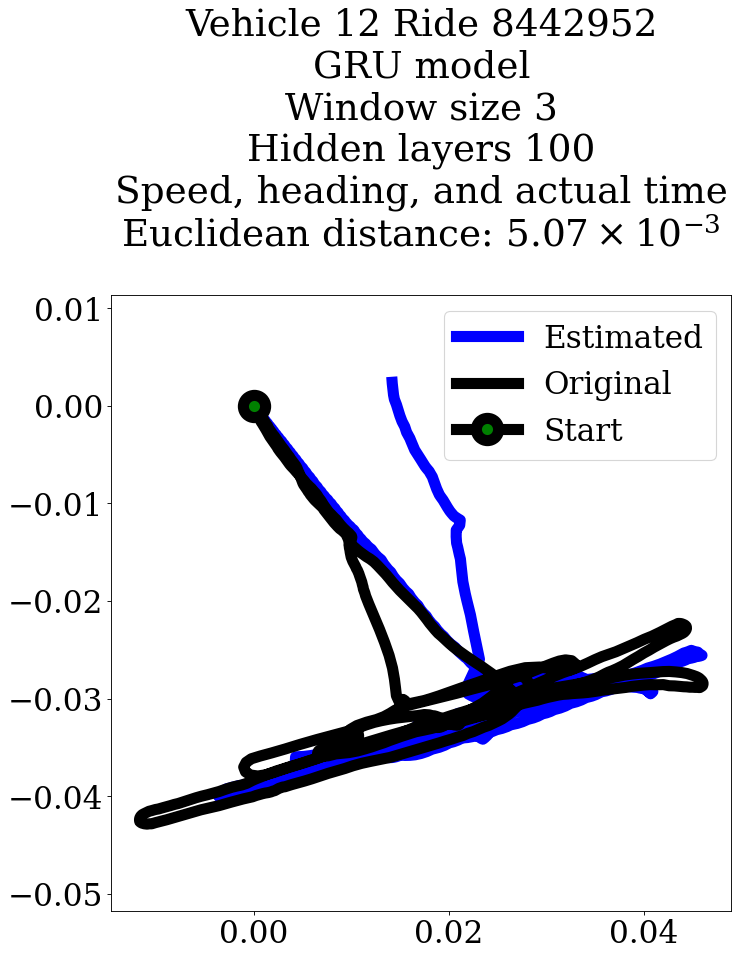 Vehicle 12 Ride 8442952
GRU model
Window size 3
Hidden layers 100
Speed, heading, and actual time
Euclidean distance: 5.07 × 10⁻³
Estimated
Original
Start
0.01
0.00
−0.01
−0.02
−0.03
−0.04
−0.05
0.00 0.02 0.04